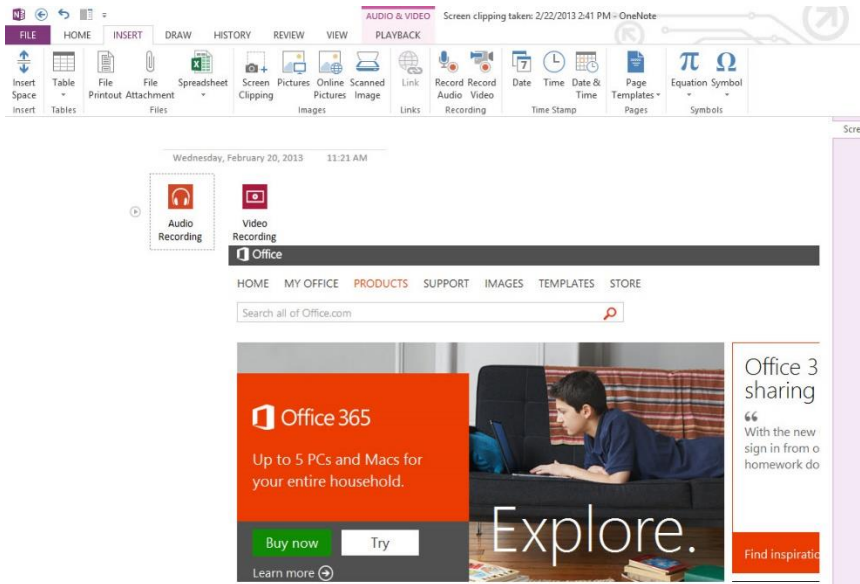 AUDIO & VIDEO Screen clipping taken: 2/22/2013 2:41 PM - OneNote
FILE HOME INSERT DRAW HISTORY REVIEW VIEW PLAYBACK
Insert Table File File Spreadsheet Screen Pictures Online Scanned Link Record Record Date Time Date & Page Equation Symbol
Space Printout Attachment Clipping Pictures Image Audio Video Time Templates
Insert Tables Files Images Links Recording Time Stamp Pages Symbols
Scre
Wednesday, February 20, 2013 11:21 AM
Audio Video
Recording Recording
Office
HOME MY OFFICE PRODUCTS SUPPORT IMAGES TEMPLATES STORE
Search all of Office.com
Office 365
Up to 5 PCs and Macs for
your entire household.
Buy now Try
Learn more
Explore.
Office 3
sharing
“
With the new
sign in from o
homework do
Find inspiratio